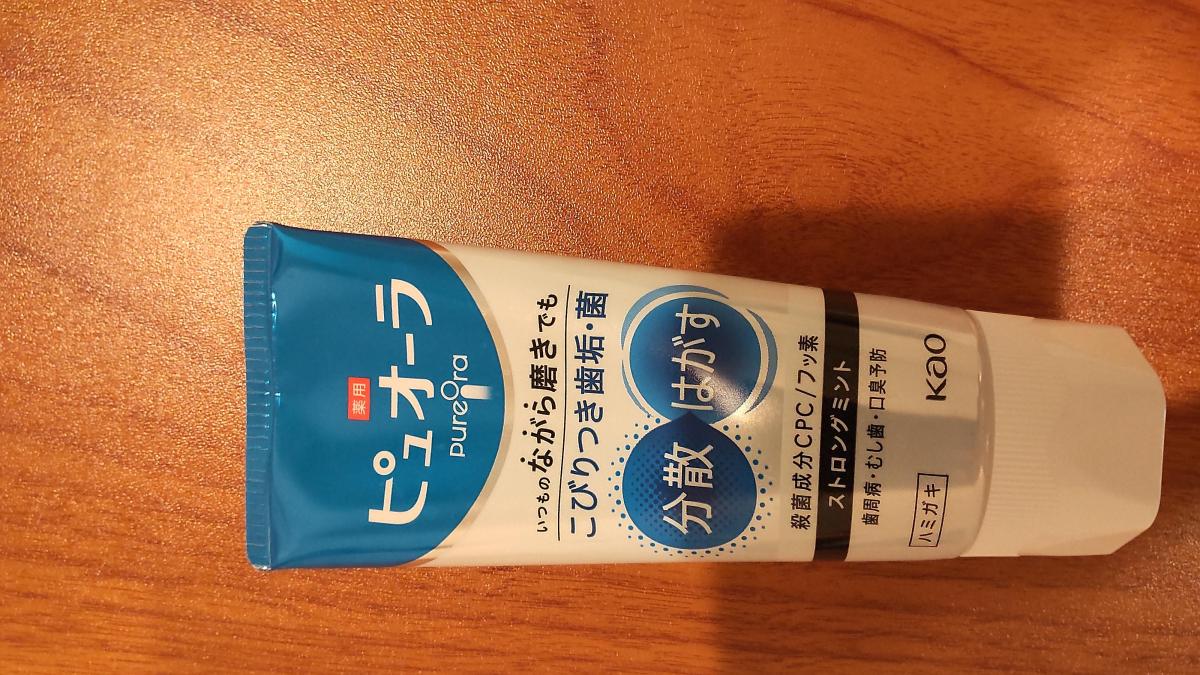 薬用
ピュオーラ
pureOra
いつものながら磨きでも
こびりつき歯垢・菌
分散 はがす
殺菌成分CPC/フッ素
ストロングミント
歯周病・むし歯・口臭予防
ハミガキ
Kao